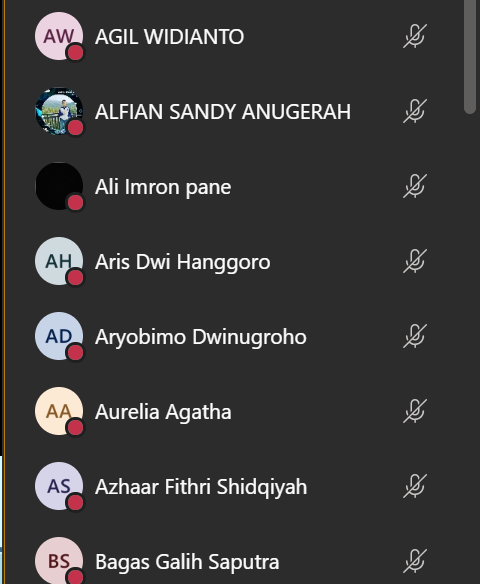 AW AGIL WIDIANTO
ALFIAN SANDY ANUGERAH
Ali Imron pane
AH Aris Dwi Hanggoro
AD Aryobimo Dwinugroho
AA Aurelia Agatha
AS Azhaar Fithri Shidqiyah
BS Bagas Galih Saputra